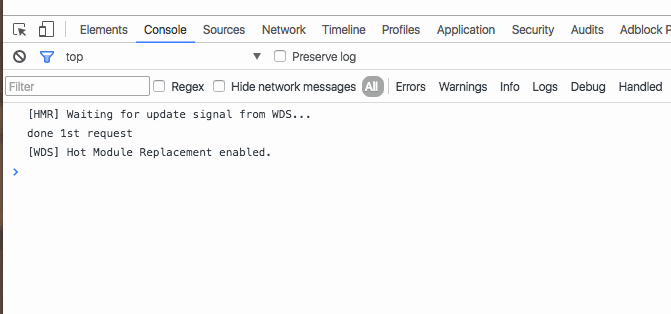 Elements Console Sources Network Timeline Profiles Application Security Audits Adblock P
top Preserve log
Filter Regex Hide network messages All Errors Warnings Info Logs Debug Handled
[HMR] Waiting for update signal from WDS...
done 1st request
[WDS] Hot Module Replacement enabled.